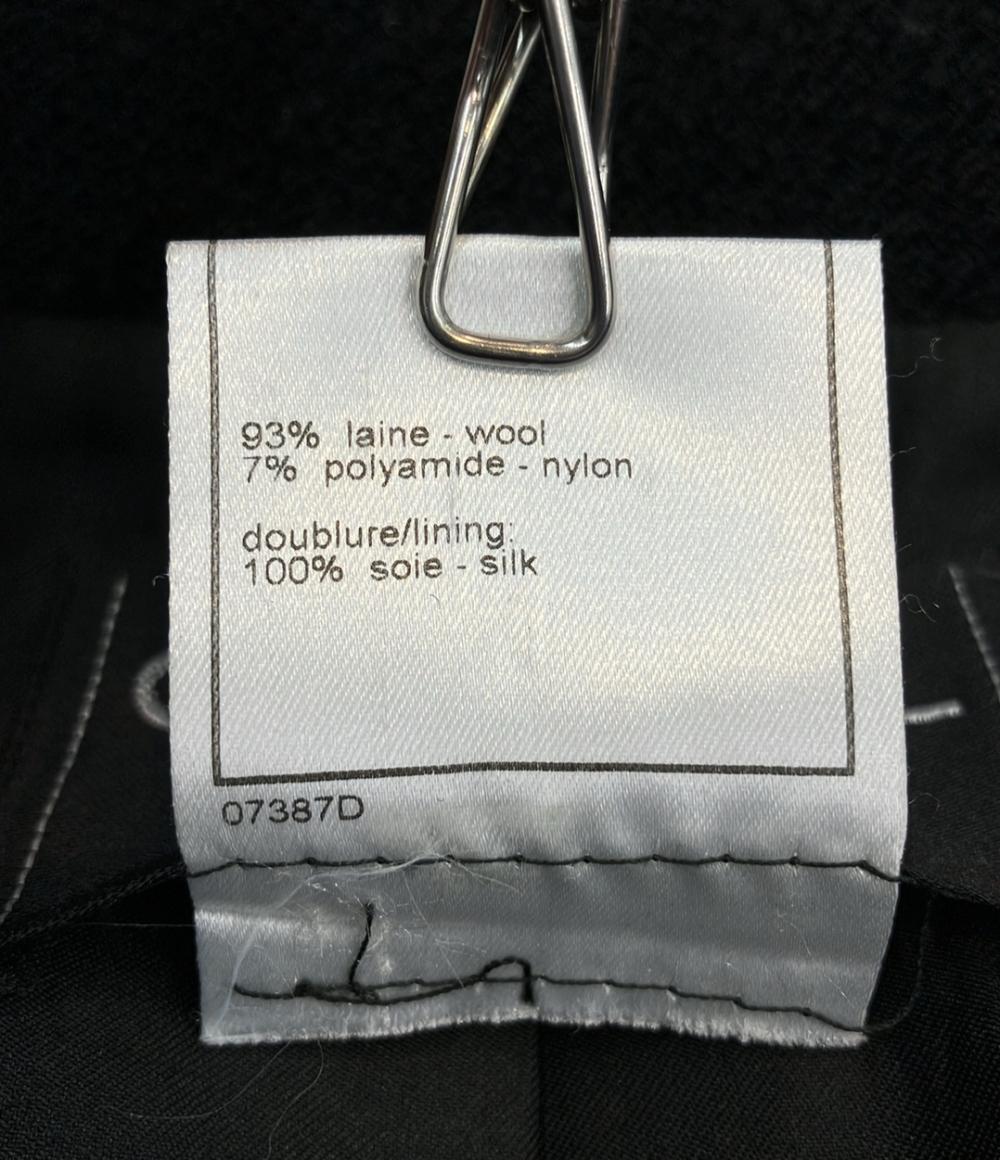 93% laine - wool
7% polyamide - nylon
doublure/lining:
100% soie - silk
07387D